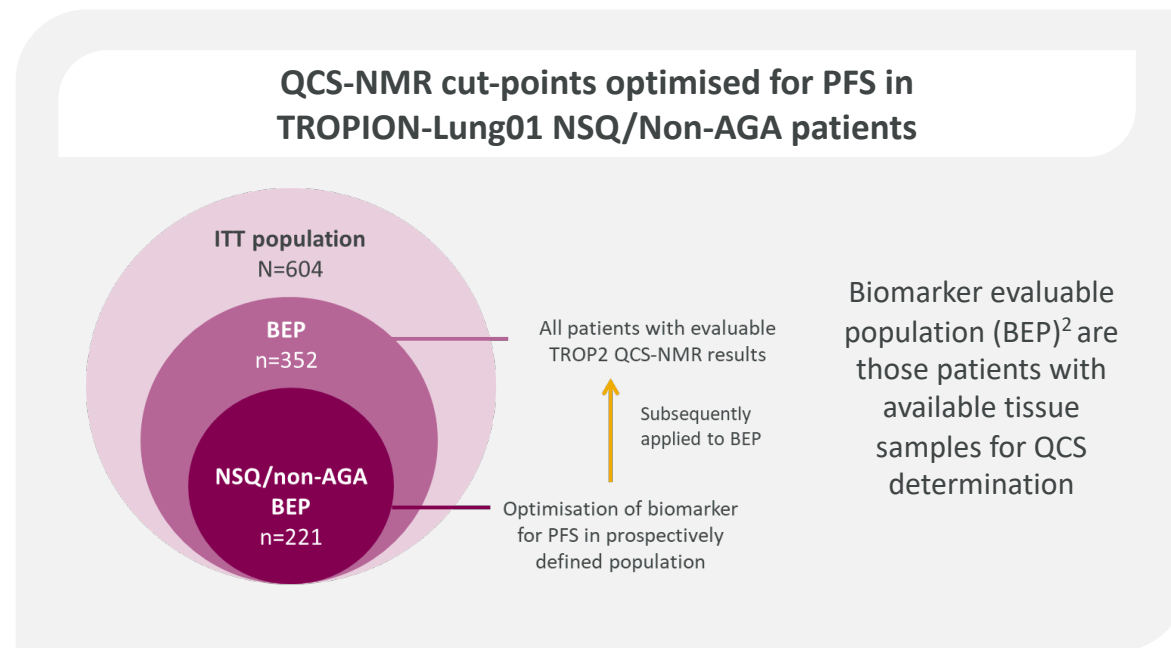 QCS-NMR cut-points optimised for PFS in
TROPION-Lung01 NSQ/Non-AGA patients
ITT population
N=604
BEP
n=352
NSQ/non-AGA
BEP
n=221
All patients with evaluable
TROP2 QCS-NMR results
Subsequently
applied to BEP
Optimisation of biomarker
for PFS in prospectively
defined population
Biomarker evaluable
population (BEP)² are
those patients with
available tissue
samples for QCS
determination